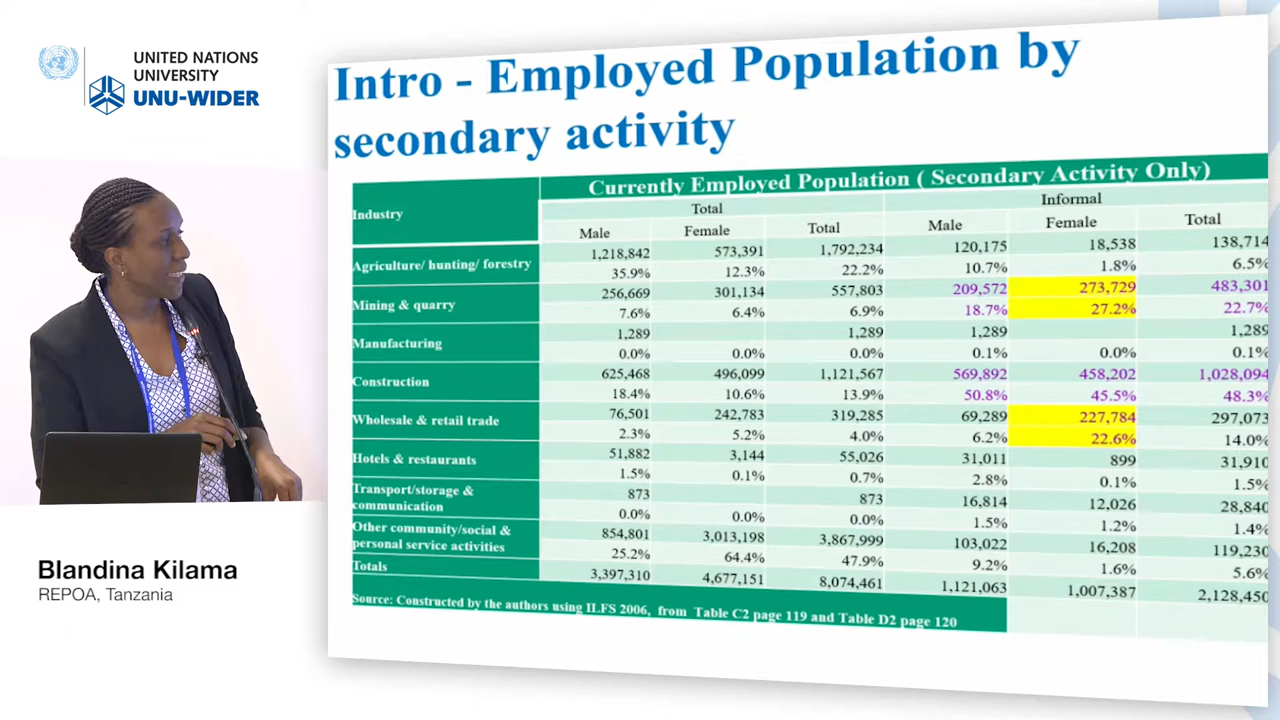 UNITED NATIONS
UNIVERSITY
UNU-WIDER
Intro - Employed Population by
secondary activity
Industry
Currently Employed Population ( Secondary Activity Only)
Total Informal
Male Female Total Male Female Total
Agriculture/ hunting/ forestry 1,218,842 573,391 1,792,234 120,175 18,538 138,714
35.9% 12.3% 22.2% 10.7% 1.8% 6.5%
Mining & quarry 256,669 301,134 557,803 209,572 273,729 483,301
7.6% 6.4% 6.9% 18.7% 27.2% 22.7%
Manufacturing 1,289 1,289 1,289 1,289
0.0% 0.0% 0.0% 0.1% 0.0% 0.1%
Construction 625,468 496,099 1,121,567 569,892 458,202 1,028,094
18.4% 10.6% 13.9% 50.8% 45.5% 48.3%
Wholesale & retail trade 76,501 242,783 319,285 69,289 227,784 297,073
2.3% 5.2% 4.0% 6.2% 22.6% 14.0%
Hotels & restaurants 51,882 3,144 55,026 31,011 899 31,910
1.5% 0.1% 0.7% 2.8% 0.1% 1.5%
Transport/storage & 873 873 16,814 12,026 28,840
communication 0.0% 0.0% 0.0% 1.5% 1.2% 1.4%
Other community/social & 854,801 3,013,198 3,867,999 103,022 16,208 119,230
personal service activities 25.2% 64.4% 47.9% 9.2% 1.6% 5.6%
Totals 3,397,310 4,677,151 8,074,461 1,121,063 1,007,387 2,128,450
Source: Constructed by the authors using ILFS 2006, from Table C2 page 119 and Table D2 page 120
Blandina Kilama
REPOA, Tanzania